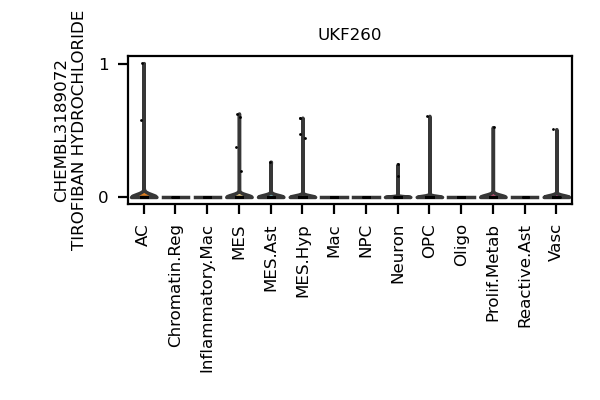 UKF260
CHEMBL3189072
TIROFIBAN HYDROCHLORIDE
1
0
AC
Chromatin.Reg
Inflammatory.Mac
MES
MES.Ast
MES.Hyp
Mac
NPC
Neuron
OPC
Oligo
Prolif.Metab
Reactive.Ast
Vasc